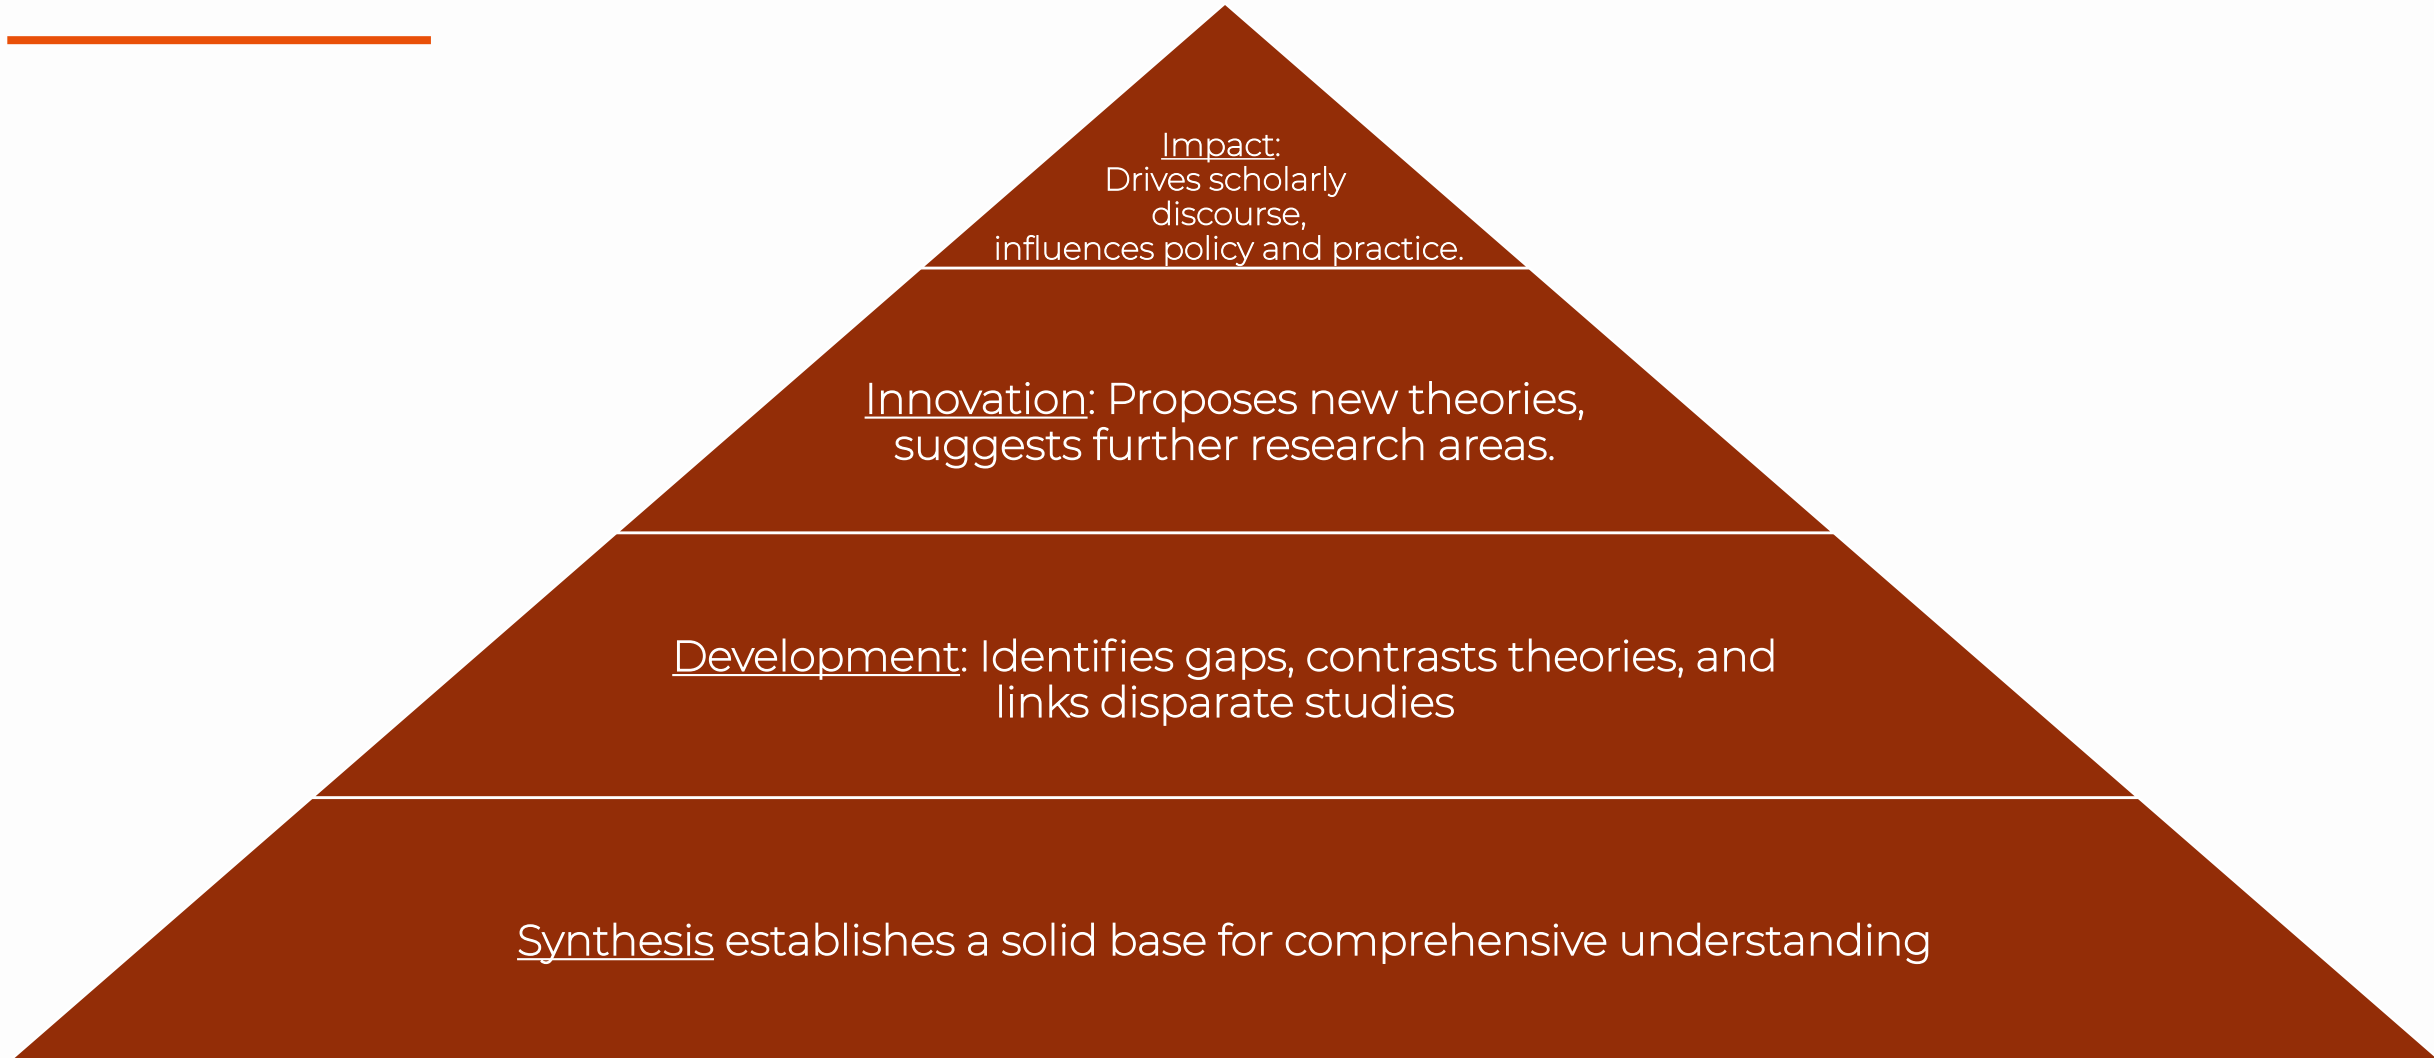 Impact:
Drives scholarly
discourse,
influences policy and practice.
Innovation: Proposes new theories,
suggests further research areas.
Development: Identifies gaps, contrasts theories, and
links disparate studies
Synthesis establishes a solid base for comprehensive understanding